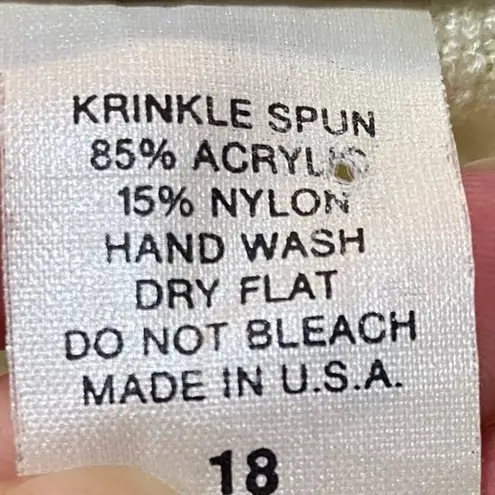 KRINKLE SPUN
85% ACRYLIC
15% NYLON
HAND WASH
DRY FLAT
DO NOT BLEACH
MADE IN U.S.A.
18